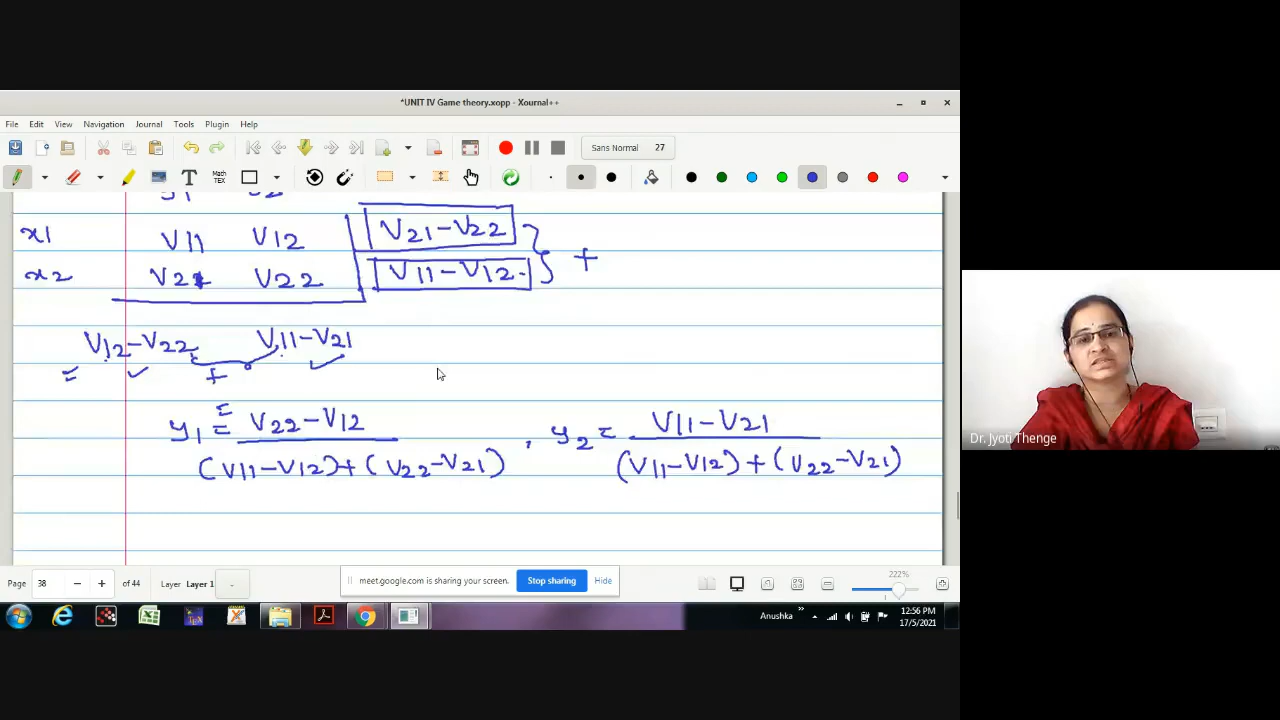 *UNIT IV Game theory.xopp - Xournal++
File Edit View Navigation Journal Tools Plugin Help
Sans Normal 27
x1 V11 V12 V21-V22
x2 V21 V22 V11-V12 +
V12-V22 + V11-V21
y1 = V22-V12 / (V11-V12)+(V22-V21) , y2 = V11-V21 / (V11-V12)+(V22-V21)
Dr. Jyoti Thenge
Page 38 of 44 Layer Layer 1
meet.google.com is sharing your screen. Stop sharing Hide
222%
Anushka
12:56 PM
17/5/2021